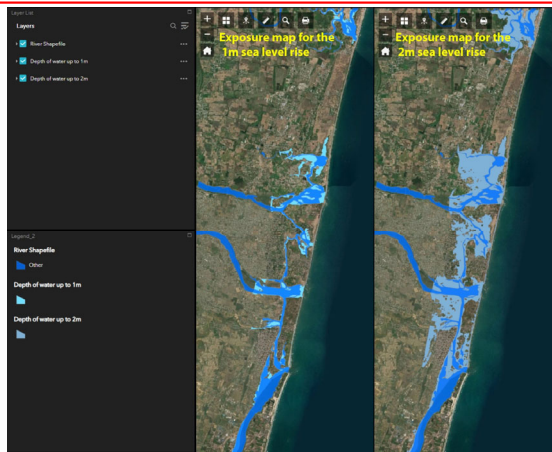 Layer List
Layers
River Shapefile
Depth of water up to 1m
Depth of water up to 2m
Legend_2
River Shapefile
Other
Depth of water up to 1m
Depth of water up to 2m
Exposure map for the
1m sea level rise
Exposure map for the
2m sea level rise